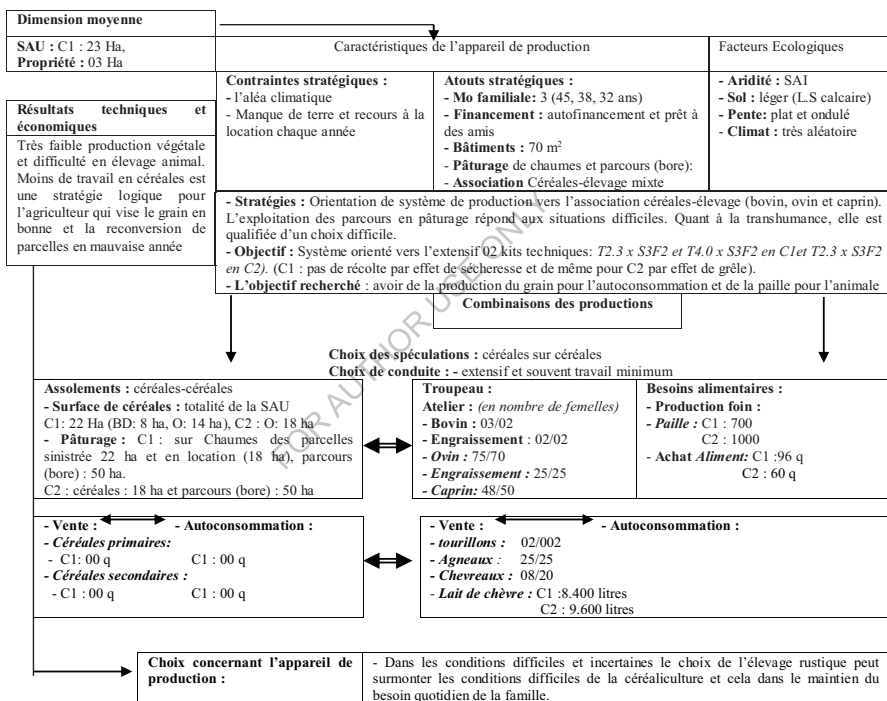 Dimension moyenne
SAU : C1 : 23 Ha,
Propriété : 03 Ha
Caractéristiques de l'appareil de production
Facteurs Ecologiques
Contraintes stratégiques :
- l'aléa climatique
- Manque de terre et recours à la
location chaque année
Atouts stratégiques :
- Mo familiale: 3 (45, 38, 32 ans)
- Financement : autofinancement et prêt à
des amis
- Bâtiments : 70 m²
- Pâturage de chaumes et parcours (bore):
- Association Céréales-élevage mixte
- Aridité : SAI
- Sol : léger (L.S calcaire)
- Pente: plat et ondulé
- Climat : très aléatoire
Résultats techniques et
économiques
Très faible production végétale
et difficulté en élevage animal.
Moins de travail en céréales est
une stratégie logique pour
l'agriculteur qui vise le grain en
bonne et la reconversion de
parcelles en mauvaise année
- Stratégies : Orientation de système de production vers l'association céréales-élevage (bovin, ovin et caprin).
L'exploitation des parcours en pâturage répond aux situations difficiles. Quant à la transhumance, elle est
qualifiée d'un choix difficile.
- Objectif : Système orienté vers l'extensif 02 kits techniques: T2.3 x S3F2 et T4.0 x S3F2 en C1et T2.3 x S3F2
en C2). (C1 : pas de récolte par effet de sécheresse et de même pour C2 par effet de grêle).
- L'objectif recherché : avoir de la production du grain pour l'autoconsommation et de la paille pour l'animale
Combinaisons des productions
Choix des spéculations : céréales sur céréales
Choix de conduite : - extensif et souvent travail minimum
Assolements : céréales-céréales
- Surface de céréales : totalité de la SAU
C1: 22 Ha (BD: 8 ha, O: 14 ha), C2 : O: 18 ha
- Pâturage : C1 : sur Chaumes des parcelles
sinistrée 22 ha et en location (18 ha), parcours
(bore) : 50 ha.
C2 : céréales : 18 ha et parcours (bore) : 50 ha
Troupeau :
Atelier : (en nombre de femelles)
- Bovin : 03/02
- Engraissement : 02/02
- Ovin : 75/70
- Engraissement : 25/25
- Caprin: 48/50
Besoins alimentaires :
- Production foin :
- Paille : C1 : 700
C2 : 1000
- Achat Aliment: C1 :96 q
C2 : 60 q
- Vente : - Autoconsommation :
- Céréales primaires:
- C1: 00 q C1 : 00 q
- Céréales secondaires :
- C1 : 00 q C1 : 00 q
- Vente : - Autoconsommation :
- tourillons : 02/002
- Agneaux : 25/25
- Chevreaux : 08/20
- Lait de chèvre : C1 :8.400 litres
C2 : 9.600 litres
Choix concernant l'appareil de
production :
- Dans les conditions difficiles et incertaines le choix de l'élevage rustique peut
surmonter les conditions difficiles de la céréaliculture et cela dans le maintien du
besoin quotidien de la famille.
FOR AUTHOR USE ONLY